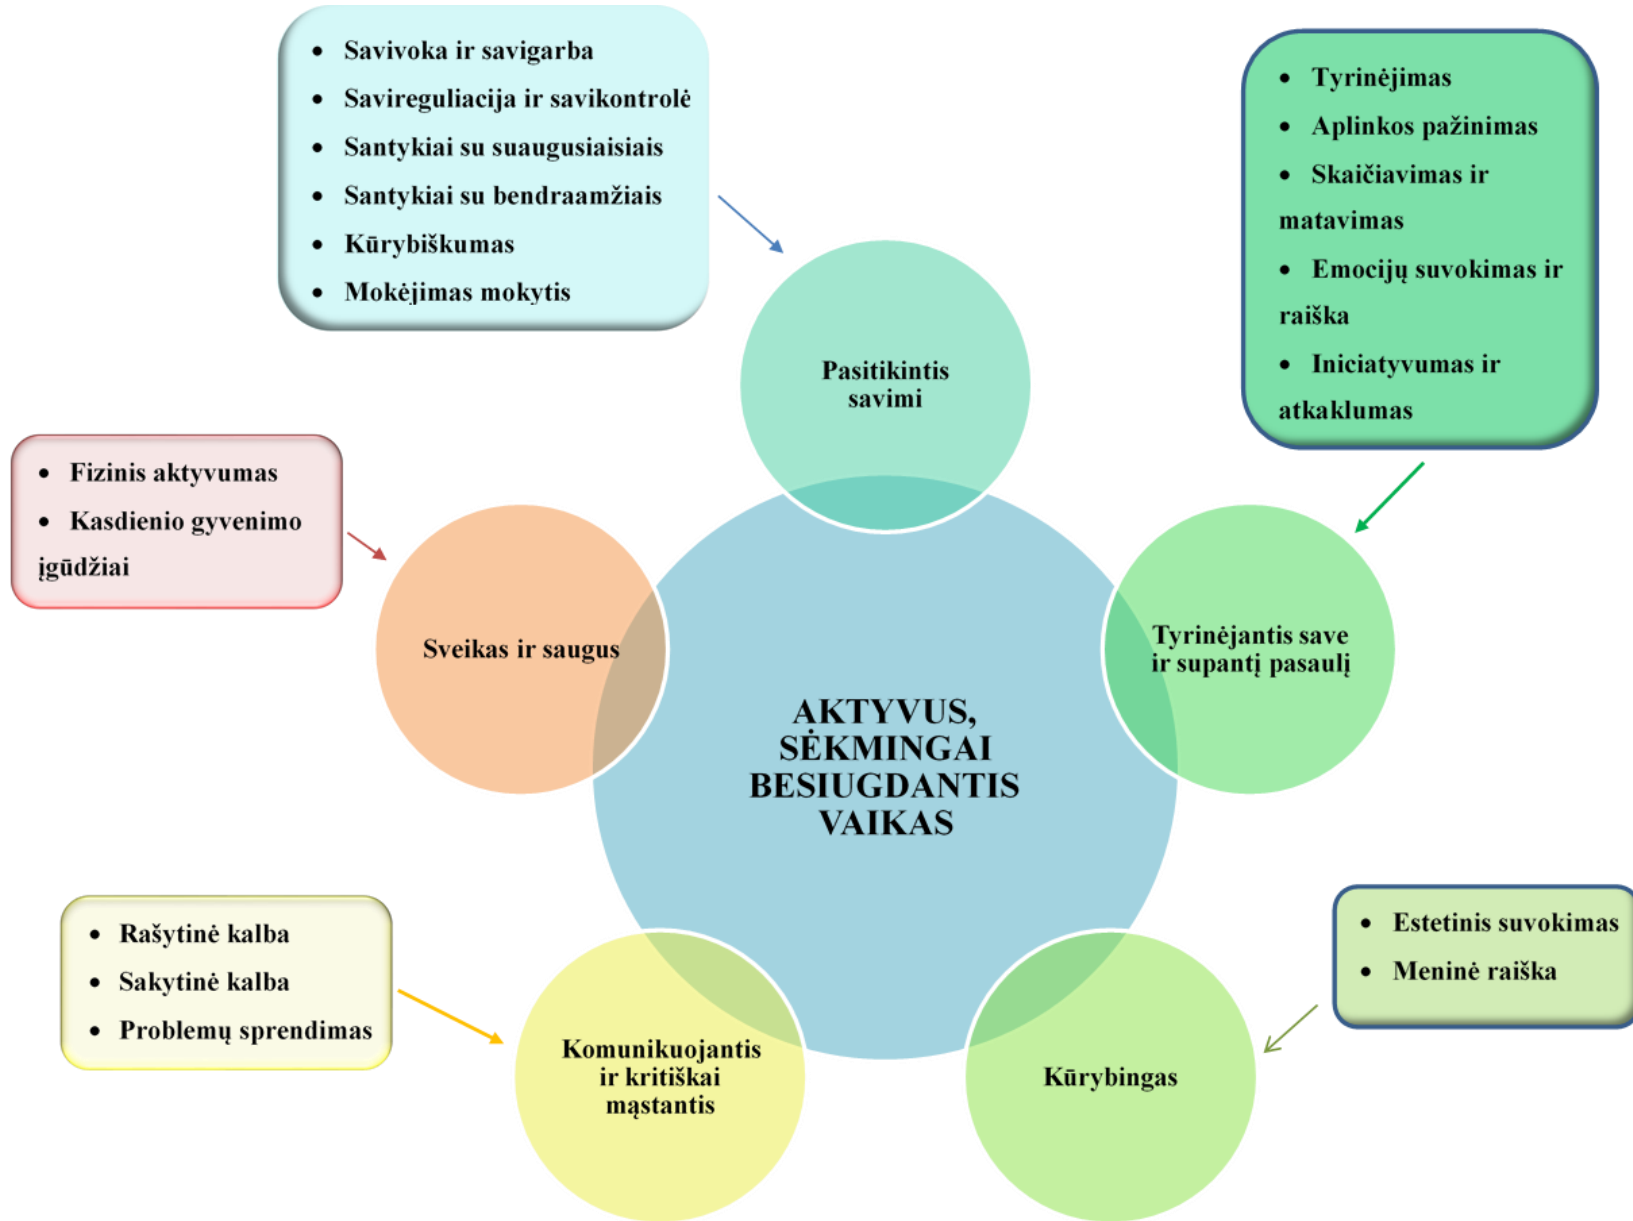 • Savivoka ir savigarba
• Savireguliacija ir savikontrolė
• Santykiai su suaugusiaisiais
• Santykiai su bendraamžiais
• Kūrybiškumas
• Mokėjimas mokytis
• Tyrinėjimas
• Aplinkos pažinimas
• Skaičiavimas ir
matavimas
• Emocijų suvokimas ir
raiška
• Iniciatyvumas ir
atkaklumas
Pasitikintis
savimi
• Fizinis aktyvumas
• Kasdienio gyvenimo
įgūdžiai
Sveikas ir saugus
Tyrinėjantis save
ir supantį pasaulį
AKTYVUS,
SĖKMINGAI
BESIUGDANTIS
VAIKAS
• Rašytinė kalba
• Sakytinė kalba
• Problemų sprendimas
• Estetinis suvokimas
• Meninė raiška
Komunikuojantis
ir kritiškai
mąstantis
Kūrybingas